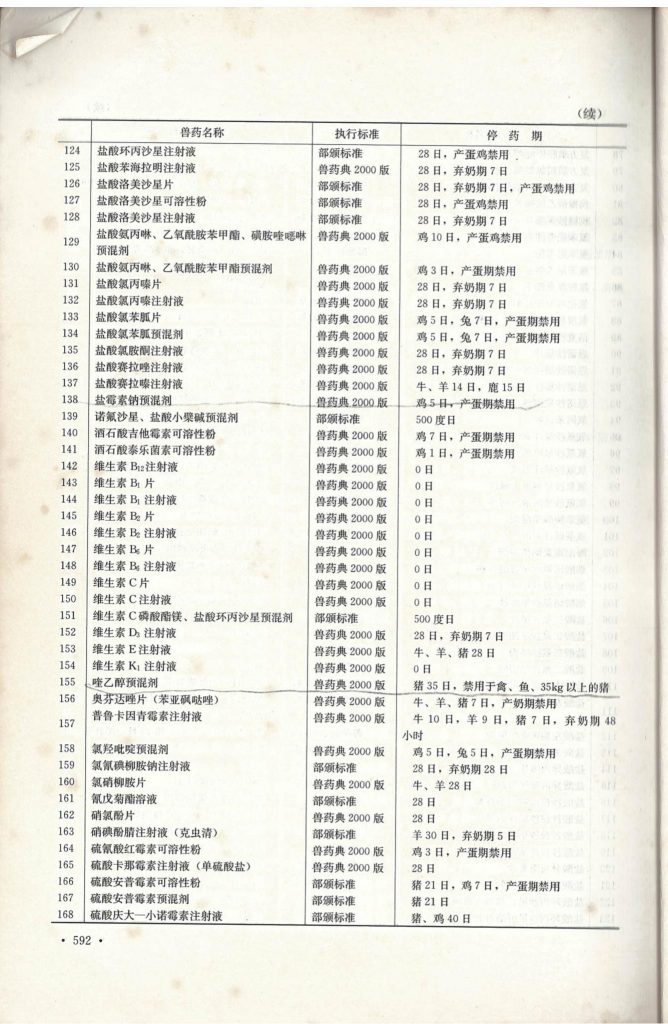 (续)
兽药名称 执行标准 停药期
124 盐酸环丙沙星注射液 部颁标准 28日，产蛋鸡禁用
125 盐酸苯海拉明注射液 兽药典2000版 28日，弃奶期7日
126 盐酸洛美沙星片 部颁标准 28日，弃奶期7日，产蛋鸡禁用
127 盐酸洛美沙星可溶性粉 部颁标准 28日，产蛋鸡禁用
128 盐酸洛美沙星注射液 部颁标准 28日，弃奶期7日
129 盐酸氨丙啉、乙氧酰胺苯甲酯、磺胺喹噁啉 兽药典2000版 鸡10日，产蛋鸡禁用
预混剂
130 盐酸氨丙啉、乙氧酰胺苯甲酯预混剂 兽药典2000版 鸡3日，产蛋期禁用
131 盐酸氯丙嗪片 兽药典2000版 28日，弃奶期7日
132 盐酸氯丙嗪注射液 兽药典2000版 28日，弃奶期7日
133 盐酸氯苯胍片 兽药典2000版 鸡5日，兔7日，产蛋期禁用
134 盐酸氯苯胍预混剂 兽药典2000版 鸡5日，兔7日，产蛋期禁用
135 盐酸氯胺酮注射液 兽药典2000版 28日，弃奶期7日
136 盐酸赛拉唑注射液 兽药典2000版 28日，弃奶期7日
137 盐酸赛拉嗪注射液 兽药典2000版 牛、羊14日，鹿15日
138 盐霉素钠预混剂 兽药典2000版 鸡5日，产蛋期禁用
139 诺氟沙星、盐酸小檗碱预混剂 部颁标准 500度日
140 酒石酸吉他霉素可溶性粉 兽药典2000版 鸡7日，产蛋期禁用
141 酒石酸泰乐菌素可溶性粉 兽药典2000版 鸡1日，产蛋期禁用
142 维生素B₁₂注射液 兽药典2000版 0日
143 维生素B₁片 兽药典2000版 0日
144 维生素B₁注射液 兽药典2000版 0日
145 维生素B₂片 兽药典2000版 0日
146 维生素B₂注射液 兽药典2000版 0日
147 维生素B₆片 兽药典2000版 0日
148 维生素B₆注射液 兽药典2000版 0日
149 维生素C片 兽药典2000版 0日
150 维生素C注射液 兽药典2000版 0日
151 维生素C磷酸酯镁、盐酸环丙沙星预混剂 部颁标准 500度日
152 维生素D₃注射液 兽药典2000版 28日，弃奶期7日
153 维生素E注射液 兽药典2000版 牛、羊、猪28日
154 维生素K₁注射液 兽药典2000版 0日
155 喹乙醇预混剂 兽药典2000版 猪35日，禁用于禽、鱼、35kg以上的猪
156 奥芬达唑片（苯亚砜哒唑） 兽药典2000版 牛、羊、猪7日，产奶期禁用
157 普鲁卡因青霉素注射液 兽药典2000版 牛10日，羊9日，猪7日，弃奶期48
小时
158 氯羟吡啶预混剂 兽药典2000版 鸡5日，兔5日，产蛋期禁用
159 氯氰碘柳胺钠注射液 部颁标准 28日，弃奶期28日
160 氯硝柳胺片 兽药典2000版 牛、羊28日
161 氰戊菊酯溶液 部颁标准 28日
162 硝氯酚片 兽药典2000版 28日
163 硝碘酚腈注射液（克虫清） 部颁标准 羊30日，弃奶期5日
164 硫氰酸红霉素可溶性粉 兽药典2000版 鸡3日，产蛋期禁用
165 硫酸卡那霉素注射液（单硫酸盐） 兽药典2000版 28日
166 硫酸安普霉素可溶性粉 部颁标准 猪21日，鸡7日，产蛋期禁用
167 硫酸安普霉素预混剂 部颁标准 猪21日
168 硫酸庆大—小诺霉素注射液 部颁标准 猪、鸡40日
· 592 ·